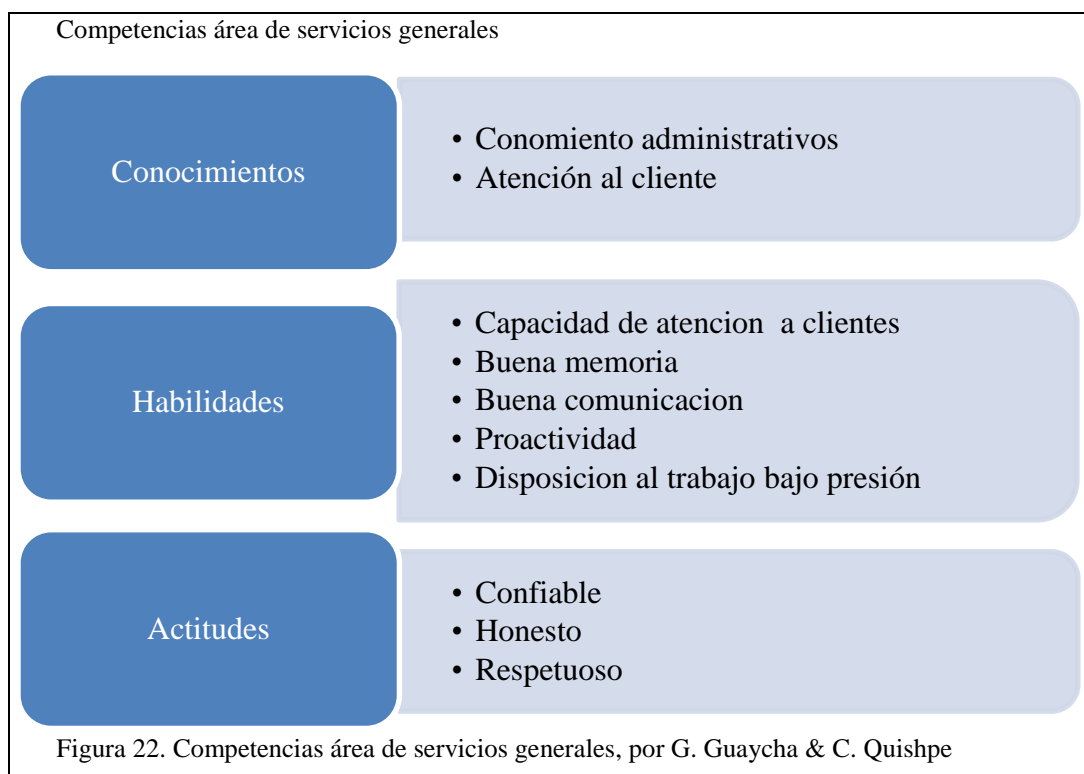 Competencias área de servicios generales
Conocimientos
• Conomiento administrativos
• Atención al cliente
Habilidades
• Capacidad de atencion  a clientes
• Buena memoria
• Buena comunicacion
• Proactividad
• Disposicion al trabajo bajo presión
Actitudes
• Confiable
• Honesto
• Respetuoso
Figura 22. Competencias área de servicios generales, por G. Guaycha & C. Quishpe